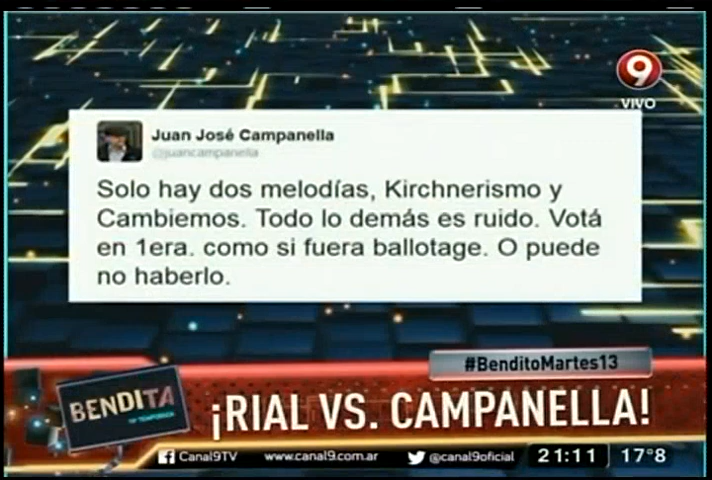 9
VIVO
Juan José Campanella
@juancampanella
Solo hay dos melodías, Kirchnerismo y
Cambiemos. Todo lo demás es ruido. Votá
en 1era. como si fuera ballotage. O puede
no haberlo.
#BenditoMartes13
BENDITA
TEMPORADA
¡RIAL VS. CAMPANELLA!
Canal9TV www.canal9.com.ar @canal9oficial 21:11 17°8